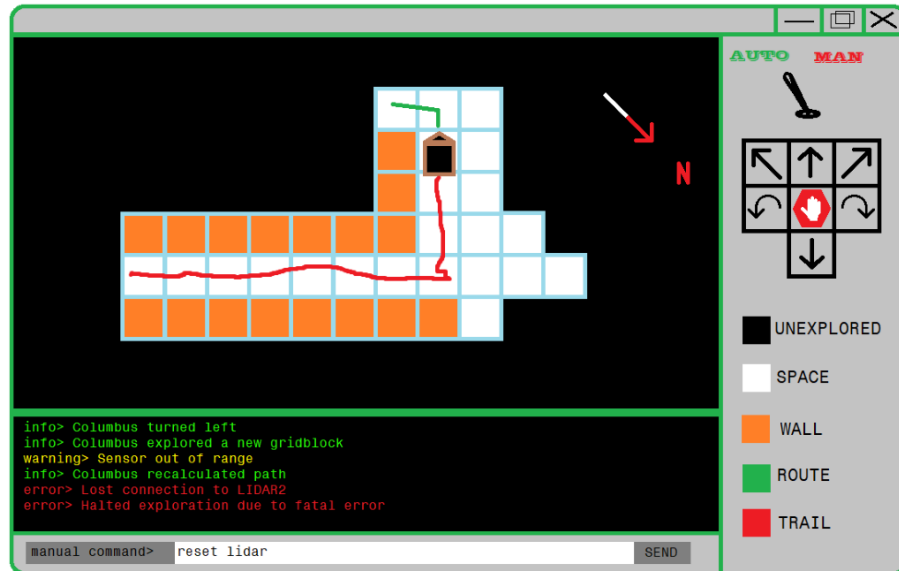 AUTO MAN
N
UNEXPLORED
SPACE
WALL
ROUTE
TRAIL
info> Columbus turned left
info> Columbus explored a new gridblock
warning> Sensor out of range
info> Columbus recalculated path
error> Lost connection to LIDAR2
error> Halted exploration due to fatal error
manual command> reset lidar SEND